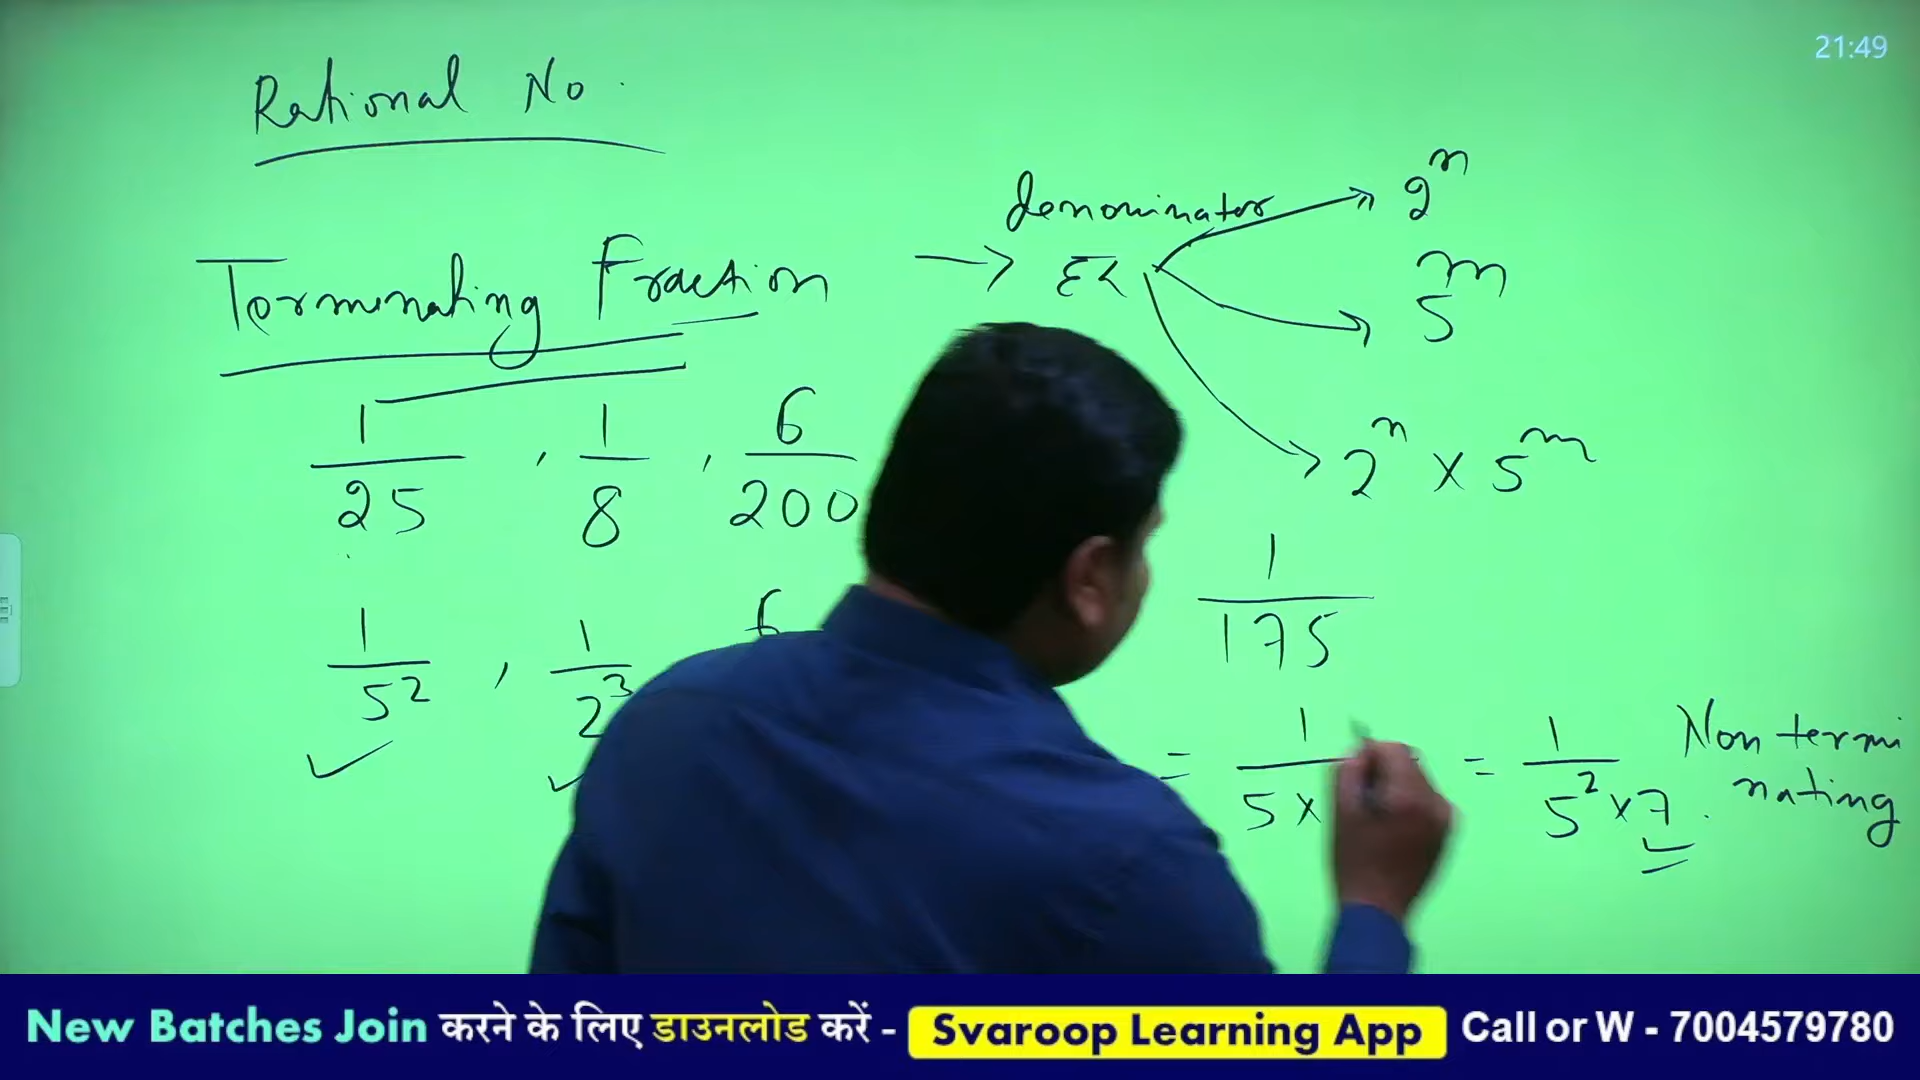 21:49
Rational No.
Terminating Fraction → denominator
2ⁿ
5ᵐ
2ⁿ × 5ᵐ
1/25 , 1/8 , 6/200
1/175
1/5² , 1/2³ 6
= 1/5× = 1/5²×7 . Non termi
nating
New Batches Join करने के लिए डाउनलोड करें - Svaroop Learning App Call or W - 7004579780